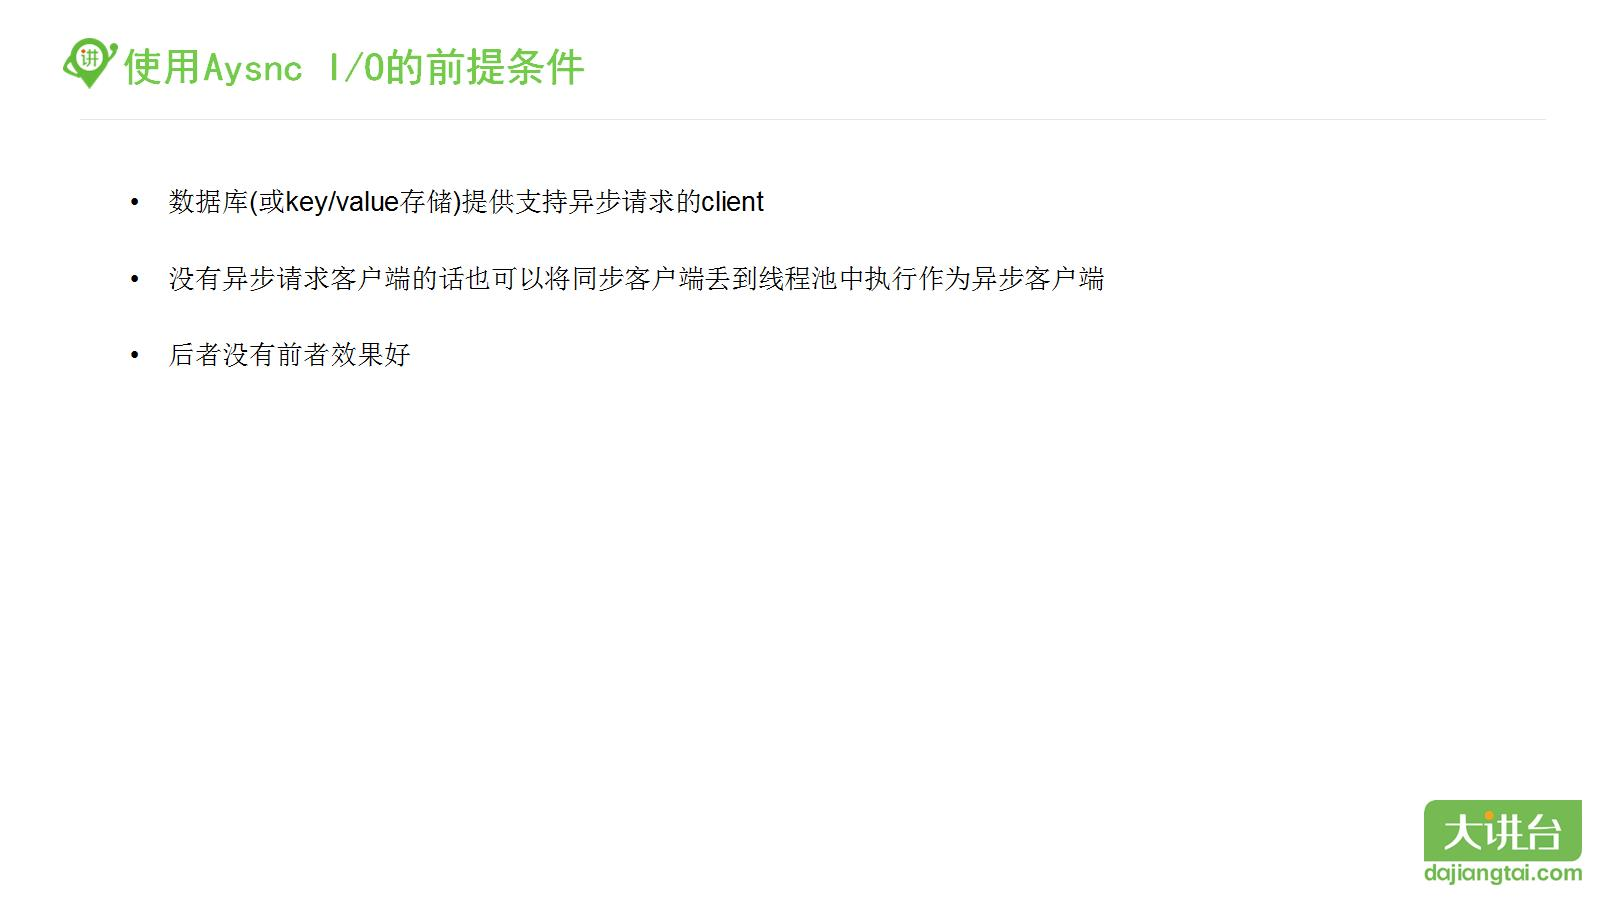 讲
使用Aysnc I/O的前提条件
• 数据库(或key/value存储)提供支持异步请求的client
• 没有异步请求客户端的话也可以将同步客户端丢到线程池中执行作为异步客户端
• 后者没有前者效果好
大讲台
dajiangtai.com